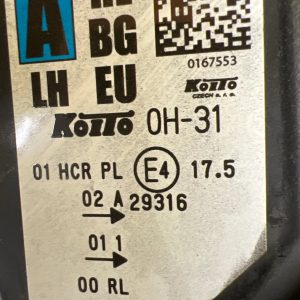 A
BG
LH EU
0167553
KOITO
CZECH s. r. o.
KOITO OH-31
01 HCR PL E4 17.5
02 A 29316
01 1
00 RL